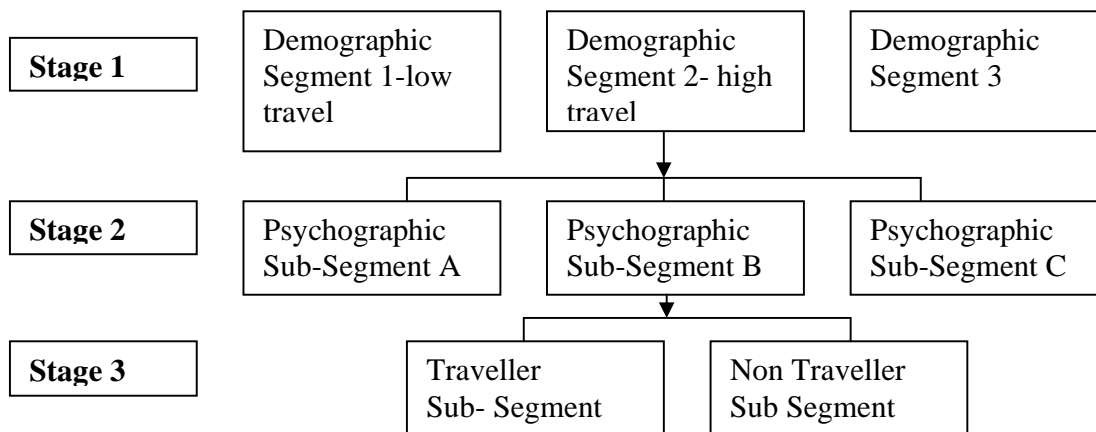 Stage 1
Demographic
Segment 1-low
travel
Demographic
Segment 2- high
travel
Demographic
Segment 3
Stage 2
Psychographic
Sub-Segment A
Psychographic
Sub-Segment B
Psychographic
Sub-Segment C
Stage 3
Traveller
Sub- Segment
Non Traveller
Sub Segment